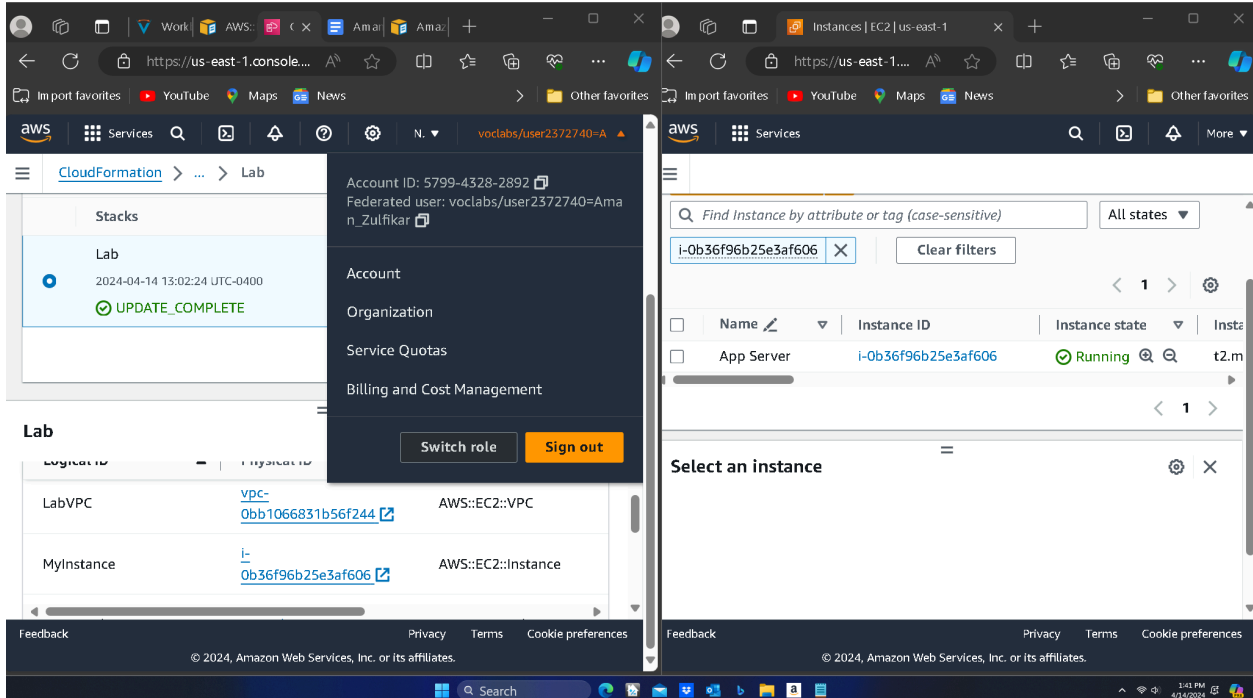 Worki
AWS:
C
Aman
Amaz
https://us-east-1.console....
Import favorites
YouTube
Maps
News
Other favorites
aws
Services
N.
voclabs/user2372740=A
CloudFormation
...
Lab
Account ID: 5799-4328-2892
Federated user: voclabs/user2372740=Ama
n_Zulfikar
Account
Organization
Service Quotas
Billing and Cost Management
Switch role
Sign out
Stacks
Lab
2024-04-14 13:02:24 UTC-0400
UPDATE_COMPLETE
Lab
Logical ID
Physical ID
LabVPC
vpc-
0bb1066831b56f244
AWS::EC2::VPC
MyInstance
i-
0b36f96b25e3af606
AWS::EC2::Instance
Feedback
Privacy
Terms
Cookie preferences
© 2024, Amazon Web Services, Inc. or its affiliates.
Instances | EC2 | us-east-1
https://us-east-1....
Import favorites
YouTube
Maps
News
Other favorites
aws
Services
More
Find Instance by attribute or tag (case-sensitive)
All states
i-0b36f96b25e3af606
Clear filters
1
Name
Instance ID
Instance state
Insta
App Server
i-0b36f96b25e3af606
Running
t2.m
1
Select an instance
Feedback
Privacy
Terms
Cookie preferences
© 2024, Amazon Web Services, Inc. or its affiliates.
Search
1:41 PM
4/14/2024